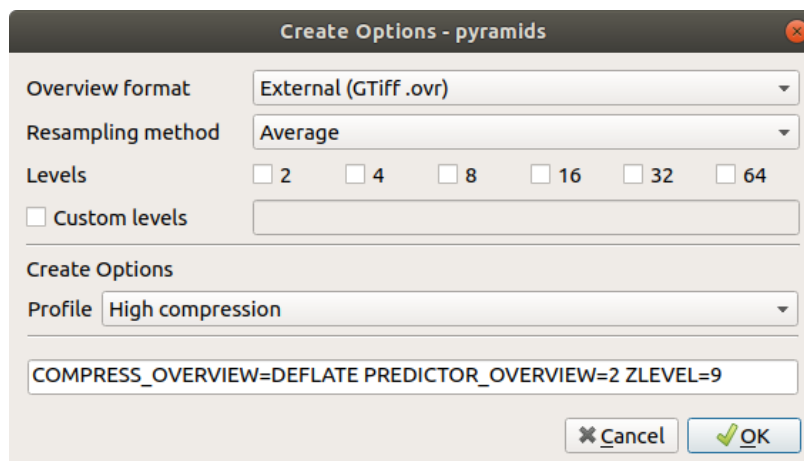 Create Options - pyramids
Overview format External (GTiff .ovr)
Resampling method Average
Levels 2 4 8 16 32 64
Custom levels
Create Options
Profile High compression
COMPRESS_OVERVIEW=DEFLATE PREDICTOR_OVERVIEW=2 ZLEVEL=9
Cancel OK